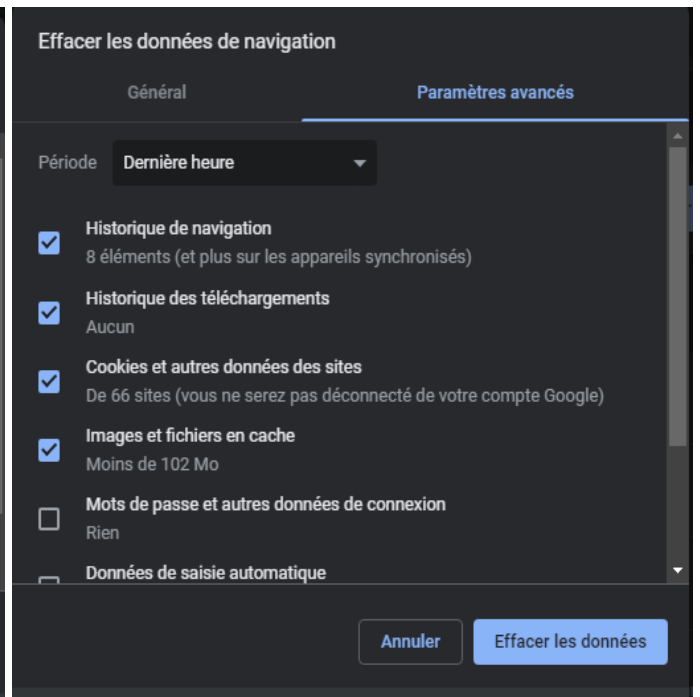 Effacer les données de navigation
Général
Paramètres avancés
Période
Dernière heure
Historique de navigation
8 éléments (et plus sur les appareils synchronisés)
Historique des téléchargements
Aucun
Cookies et autres données des sites
De 66 sites (vous ne serez pas déconnecté de votre compte Google)
Images et fichiers en cache
Moins de 102 Mo
Mots de passe et autres données de connexion
Rien
Données de saisie automatique
Annuler
Effacer les données